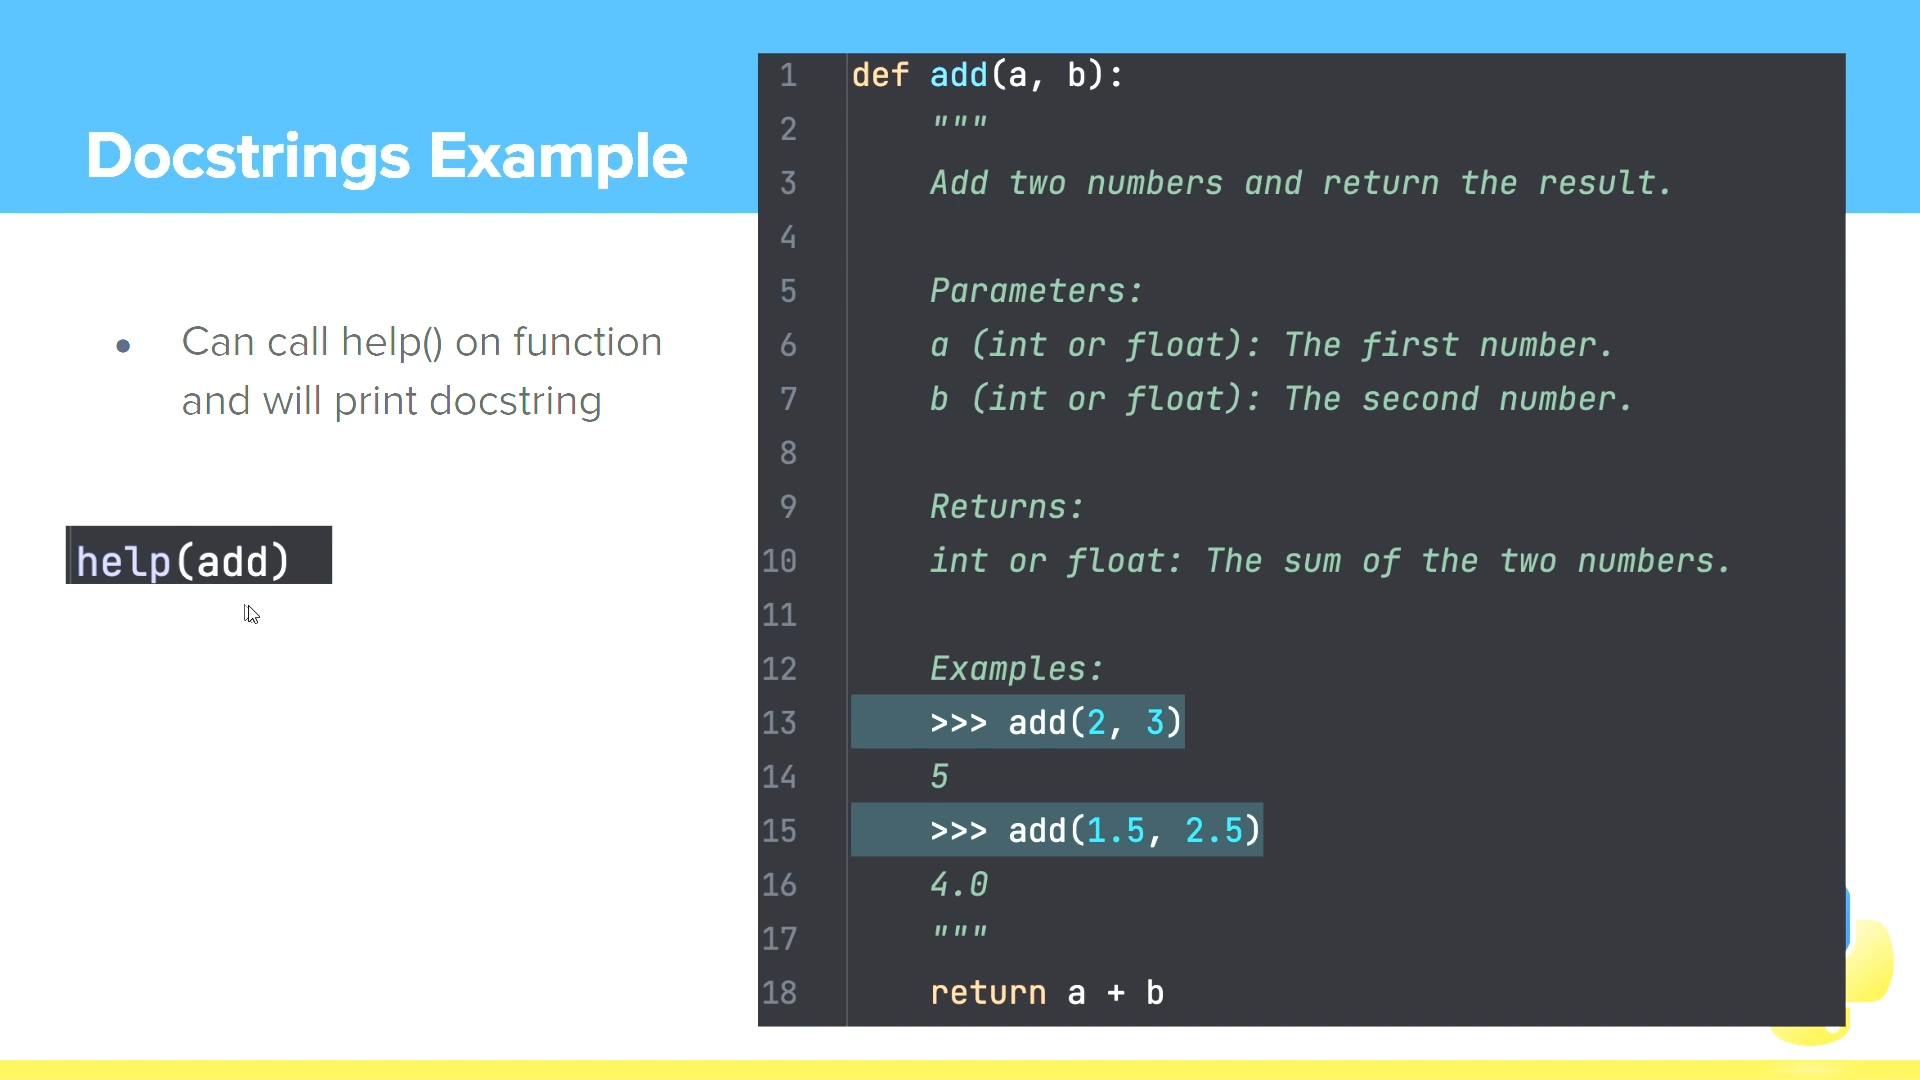 Docstrings Example
• Can call help() on function
and will print docstring
help(add)
1 def add(a, b):
2     """
3     Add two numbers and return the result.
4
5     Parameters:
6     a (int or float): The first number.
7     b (int or float): The second number.
8
9     Returns:
10     int or float: The sum of the two numbers.
11
12     Examples:
13     >>> add(2, 3)
14     5
15     >>> add(1.5, 2.5)
16     4.0
17     """
18     return a + b